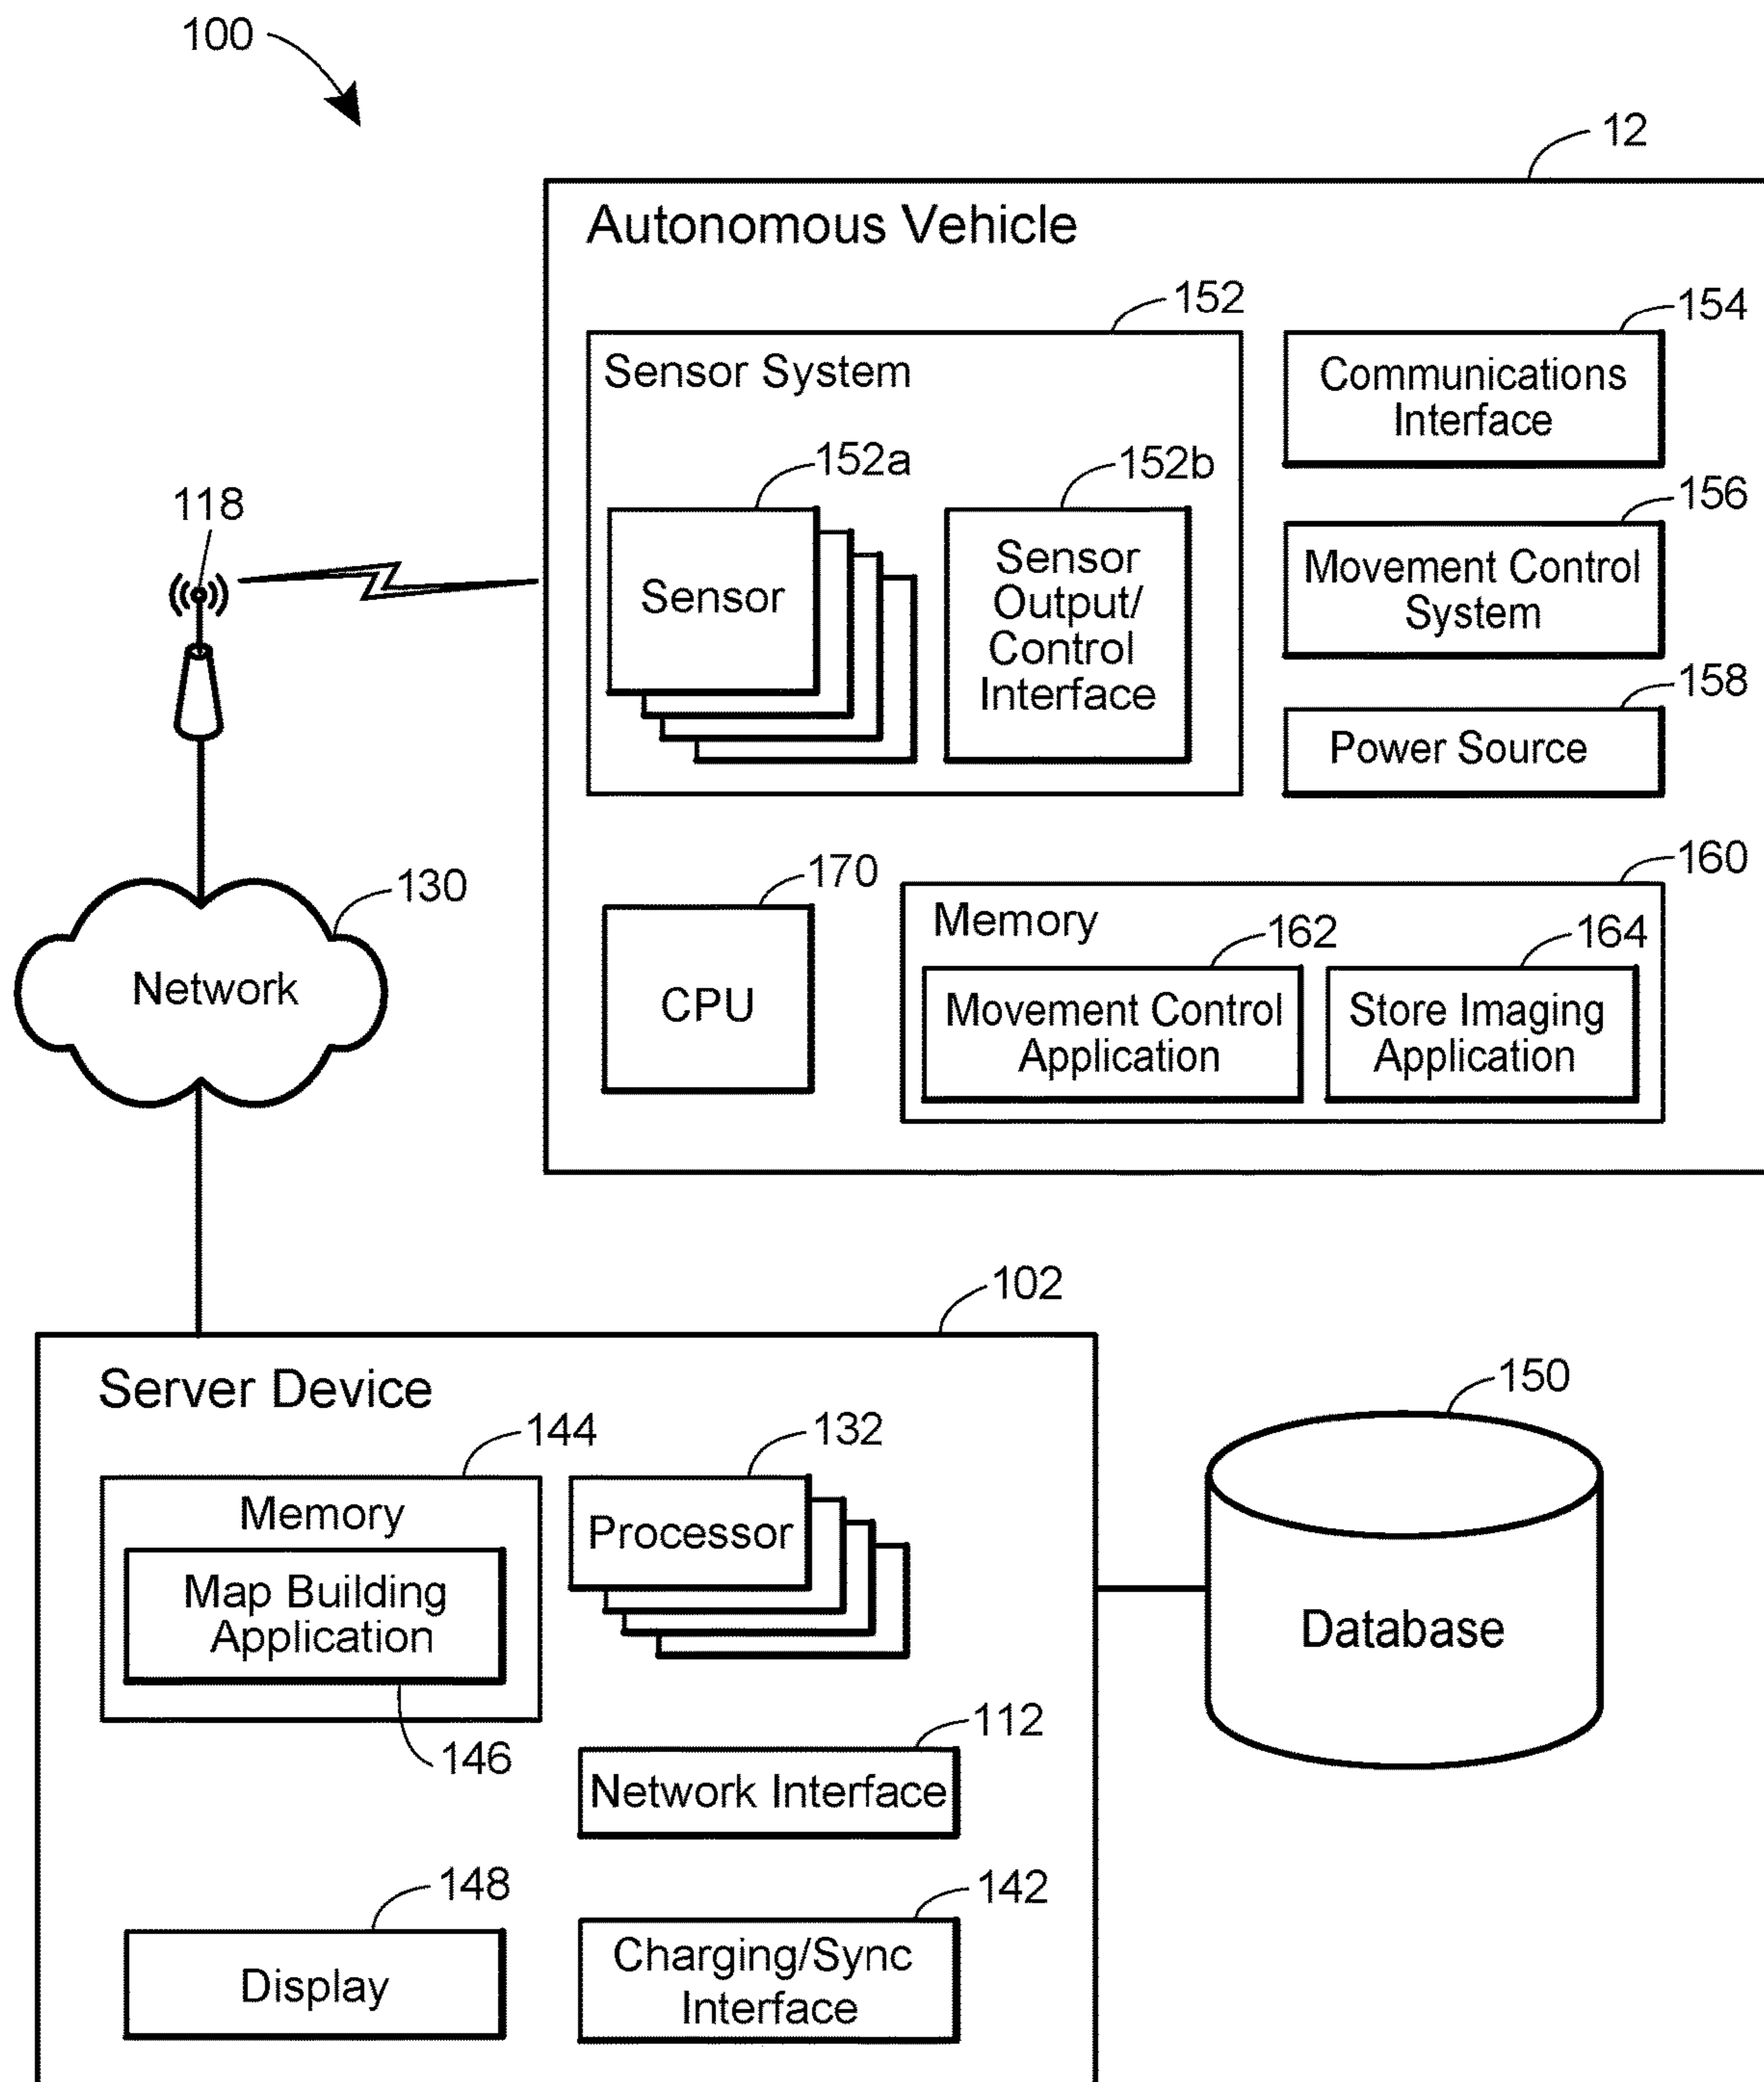 100
12
Autonomous Vehicle
152
154
Sensor System
Communications
Interface
152a
152b
118
156
Sensor
Sensor
Output/
Control
Interface
Movement Control
System
158
Power Source
130
170
160
Network
CPU
Memory
162
164
Movement Control
Application
Store Imaging
Application
102
Server Device
150
144
132
Memory
Processor
Map Building
Application
Database
146
112
Network Interface
148
142
Display
Charging/Sync
Interface